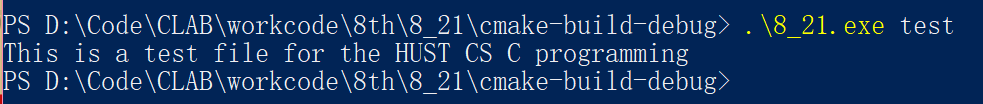 PS D:\Code\CLAB\workcode\8th\8_21\cmake-build-debug> .\8_21.exe test
This is a test file for the HUST CS C programming
PS D:\Code\CLAB\workcode\8th\8_21\cmake-build-debug>